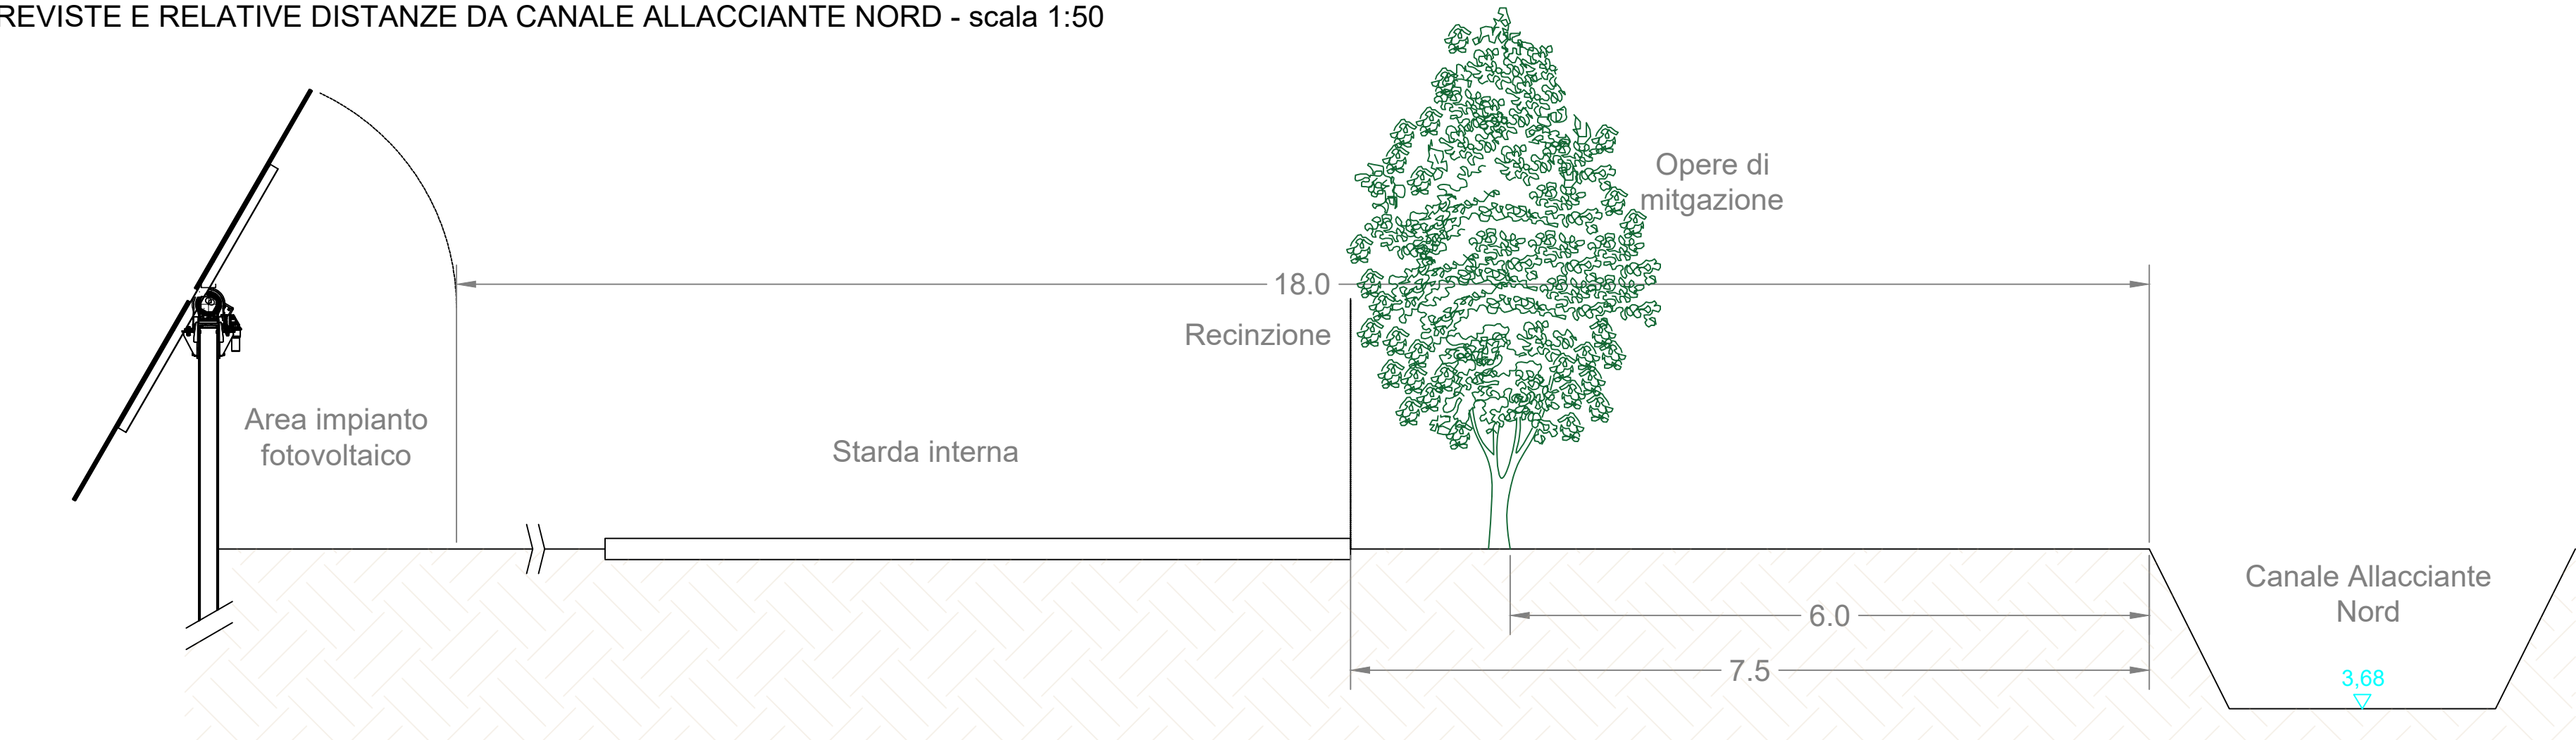 REVISTE E RELATIVE DISTANZE DA CANALE ALLACCIANTE NORD - scala 1:50
Opere di
mitgazione
18.0
Recinzione
Area impianto
fotovoltaico
Starda interna
Canale Allacciante
Nord
6.0
7.5
3,68